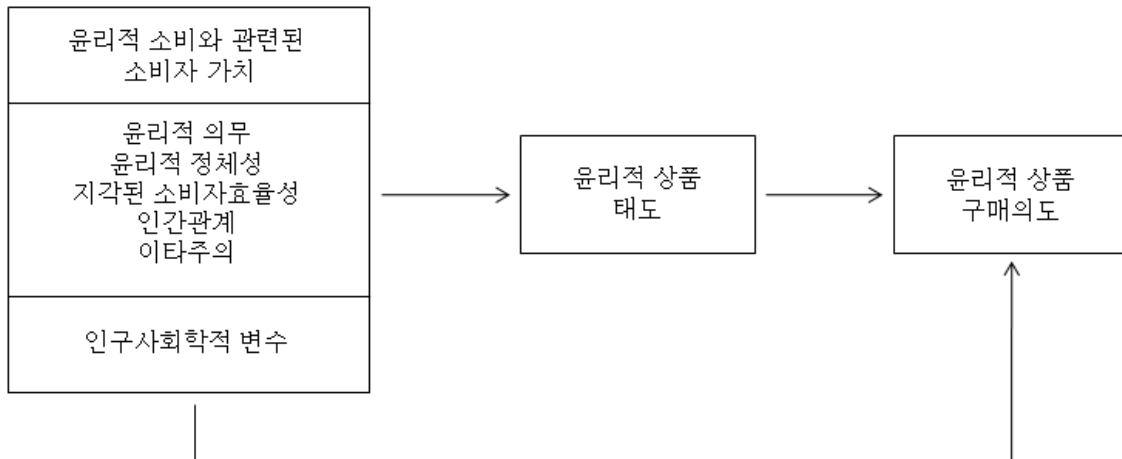 윤리적 소비와 관련된
소비자 가치
윤리적 의무
윤리적 정체성
지각된 소비자효율성
인간관계
이타주의
인구사회학적 변수
윤리적 상품
태도
윤리적 상품
구매의도